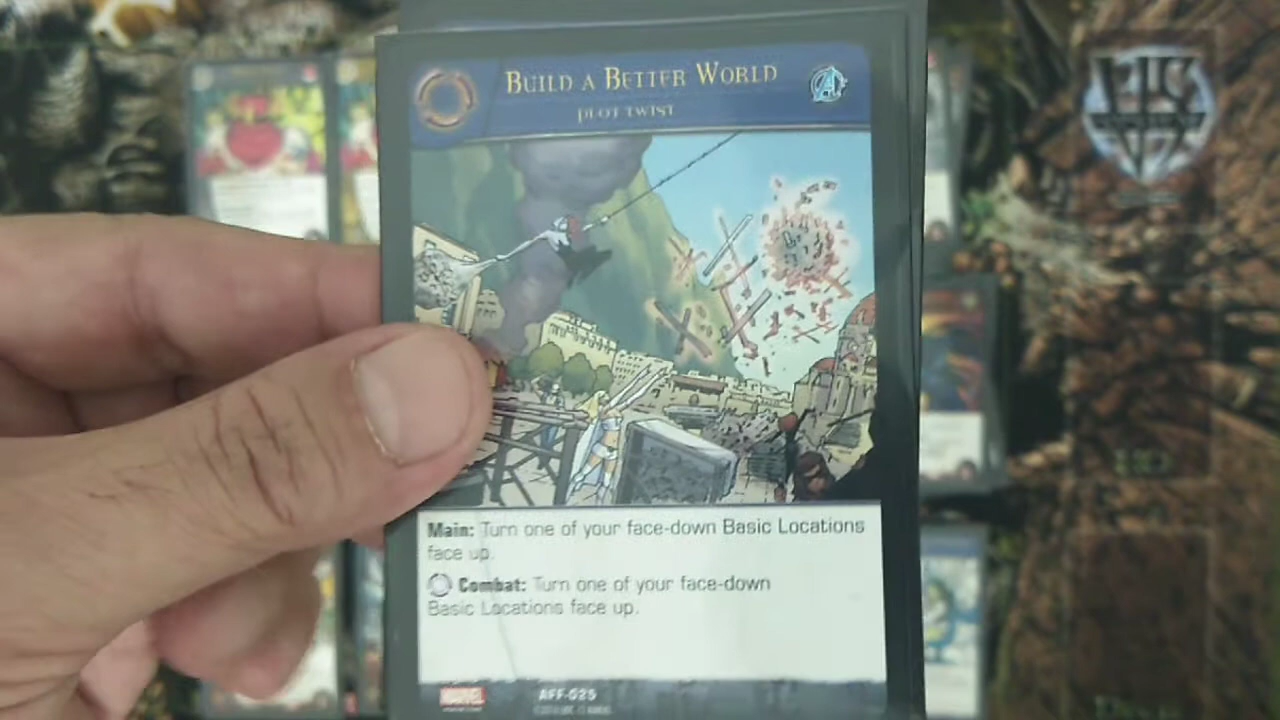 BUILD A BETTER WORLD
PLOT TWIST
Main: Turn one of your face-down Basic Locations
face up.
Combat: Turn one of your face-down
Basic Locations face up.
MARVEL
AFF-025